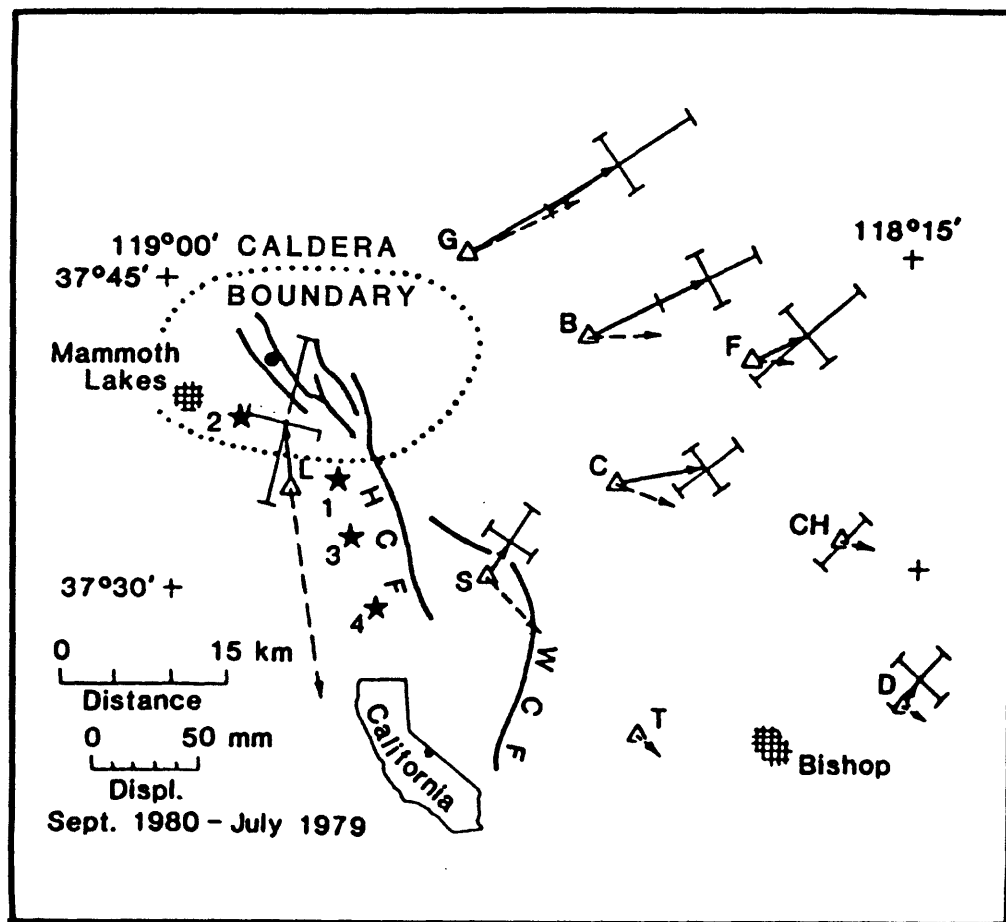 G
119°00' CALDERA
118°15'
37°45' +
+
BOUNDARY
B
F
Mammoth
Lakes
2
L
C
1
H
CH
3
C
+
S
F
37°30' +
4
0 15 km
W
Distance
D
C
T
0 50 mm
California
F
Bishop
Displ.
Sept. 1980 - July 1979